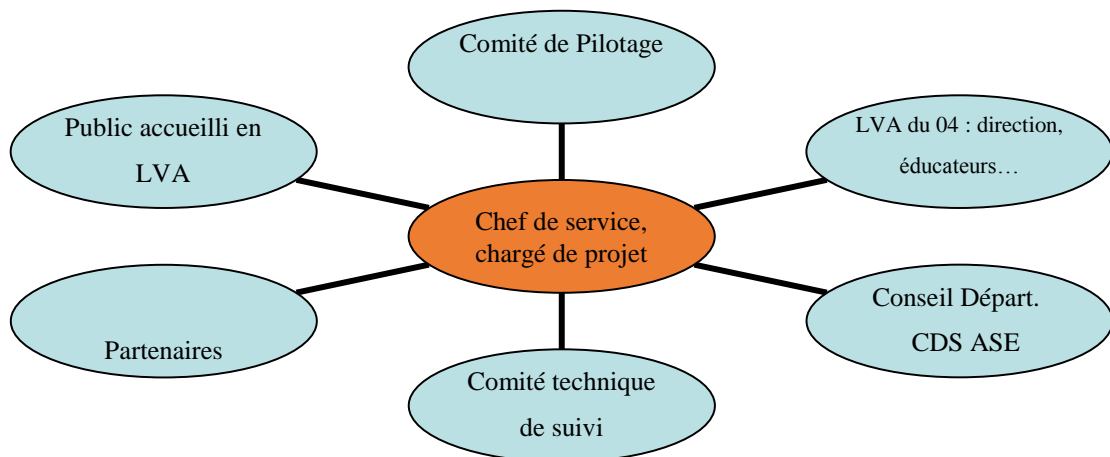 Comité de Pilotage
Public accueilli en
LVA
LVA du 04 : direction,
éducateurs…
Chef de service,
chargé de projet
Partenaires
Conseil Départ.
CDS ASE
Comité technique
de suivi